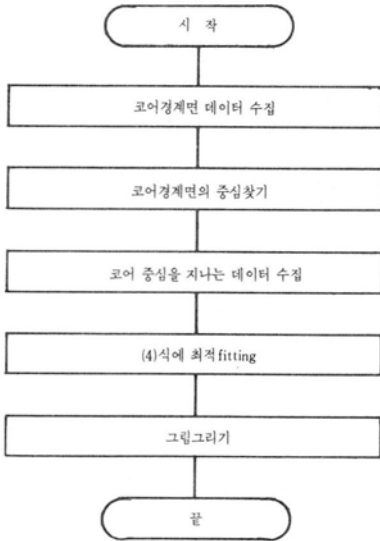 시 작
코어경계면 데이터 수집
코어경계면의 중심찾기
코어 중심을 지나는 데이터 수집
(4)식에 최적fitting
그림그리기
끝